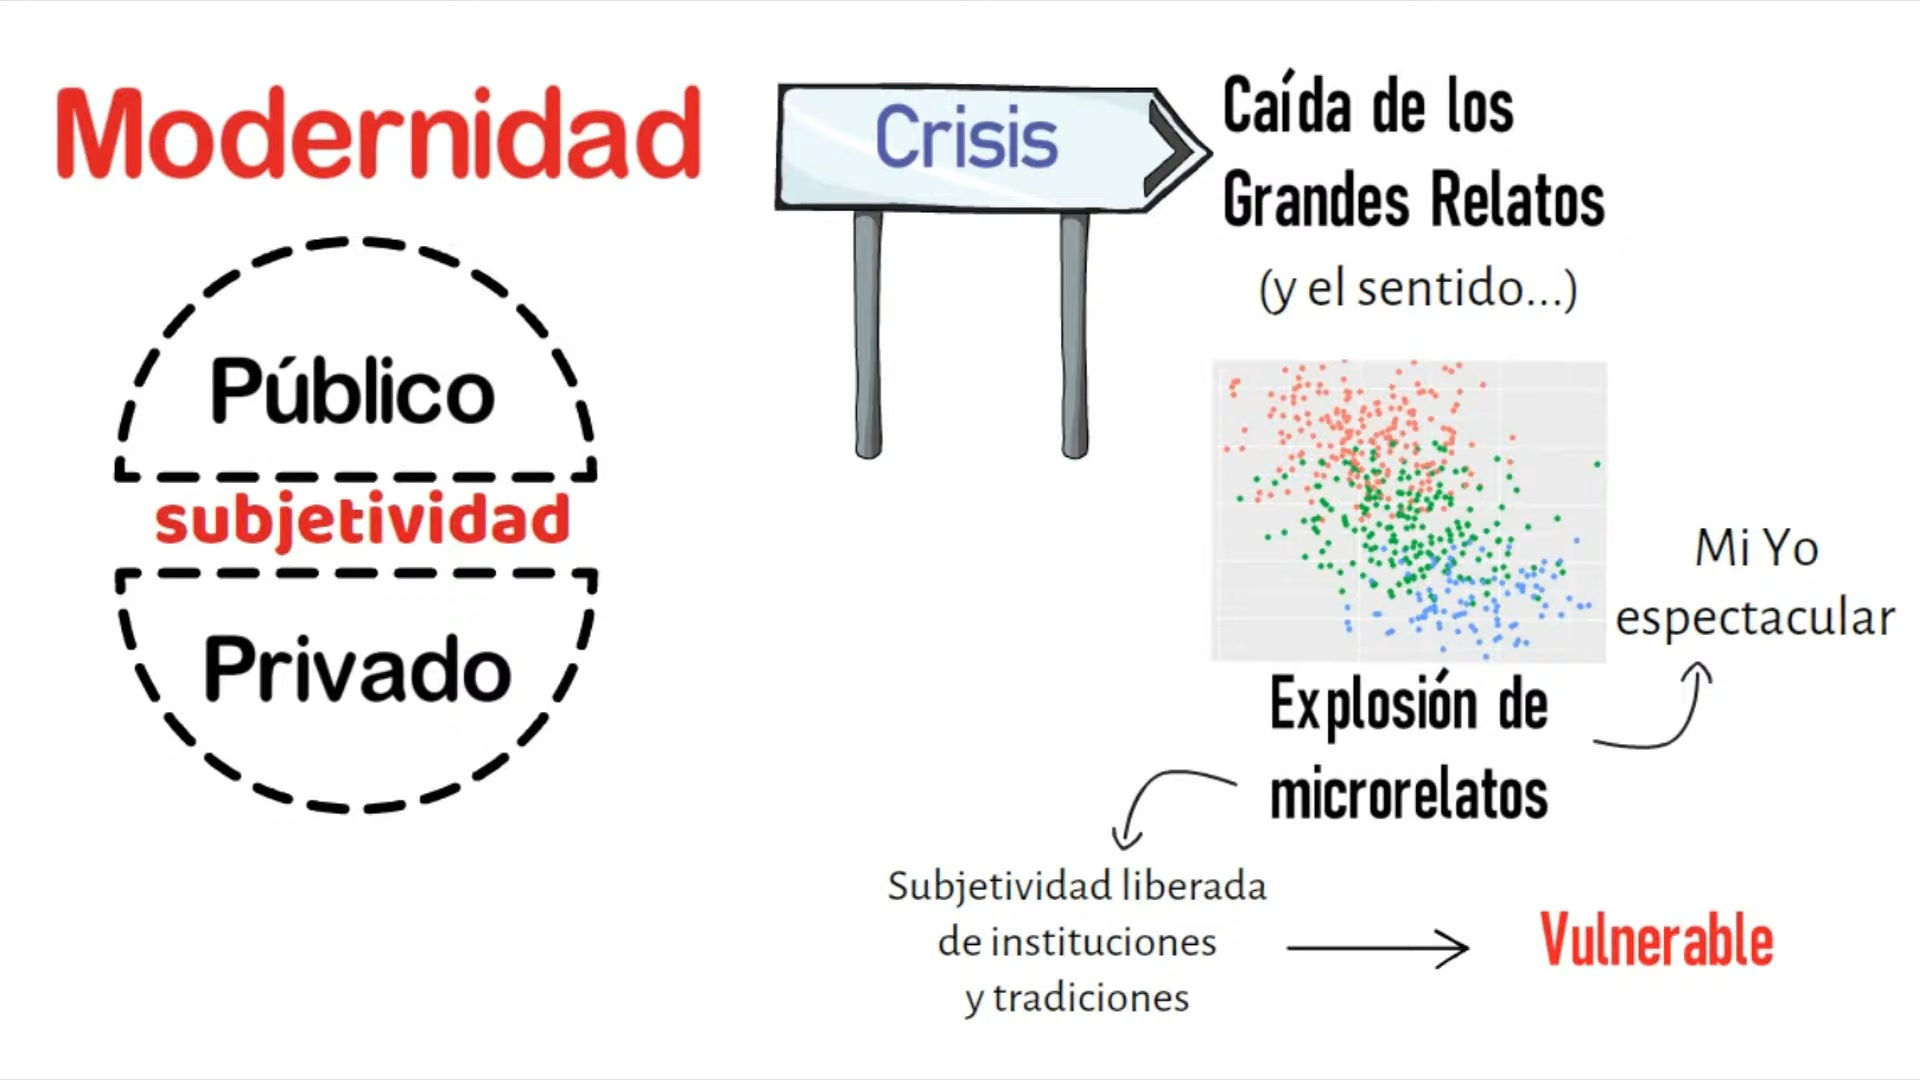 Modernidad
Público
subjetividad
Privado
Crisis
Caída de los
Grandes Relatos
(y el sentido...)
Mi Yo
espectacular
Explosión de
microrelatos
Subjetividad liberada
de instituciones
y tradiciones
Vulnerable